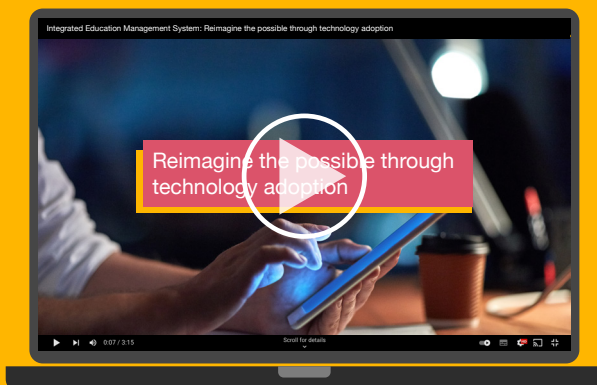 Integrated Education Management System: Reimagine the possible through technology adoption
Reimagine the possible through
technology adoption
0:07 / 3:15
Scroll for details